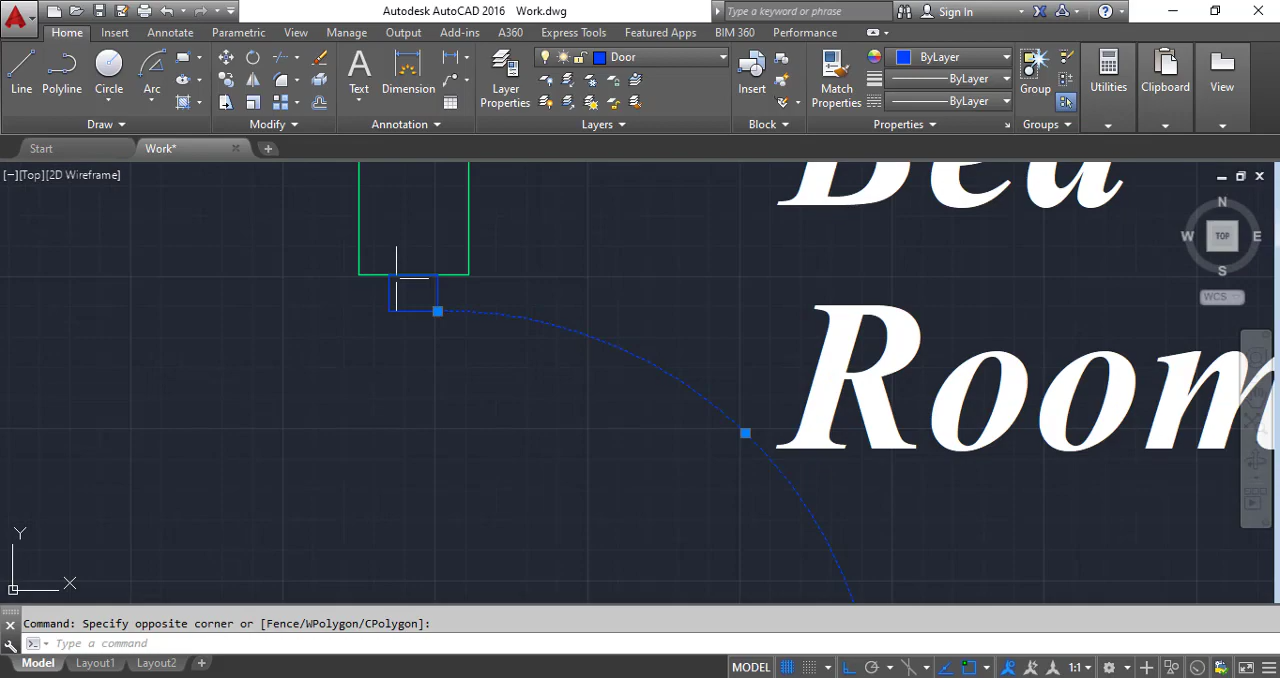 Autodesk AutoCAD 2016 Work.dwg
Type a keyword or phrase
Sign In
Home Insert Annotate Parametric View Manage Output Add-ins A360 Express Tools Featured Apps BIM 360 Performance
Door
ByLayer
ByLayer
ByLayer
Line Polyline Circle Arc
Text Dimension
Layer Properties
Insert
Match Properties
Group
Utilities
Clipboard
View
Draw Modify Annotation Layers Block Properties Groups
Start Work*
[−][Top][2D Wireframe]
N
W TOP E
S
WCS
Bed
Room
Y
X
Command: Specify opposite corner or [Fence/WPolygon/CPolygon]:
Type a command
Model Layout1 Layout2
MODEL 1:1